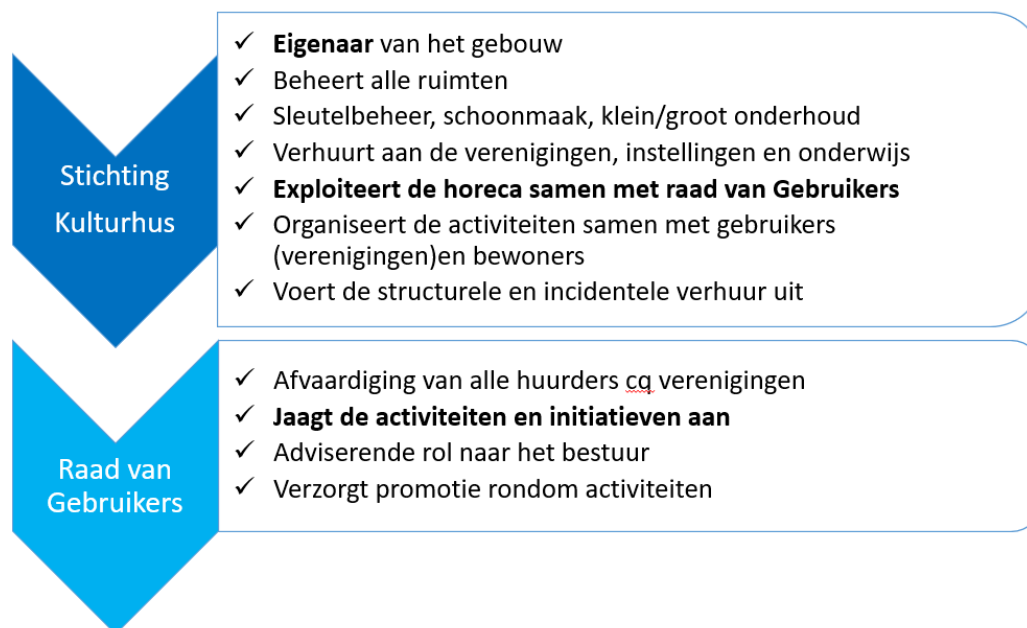 Stichting
Kulturhus
✓ Eigenaar van het gebouw
✓ Beheert alle ruimten
✓ Sleutelbeheer, schoonmaak, klein/groot onderhoud
✓ Verhuurt aan de verenigingen, instellingen en onderwijs
✓ Exploiteert de horeca samen met raad van Gebruikers
✓ Organiseert de activiteiten samen met gebruikers
(verenigingen)en bewoners
✓ Voert de structurele en incidentele verhuur uit
Raad van
Gebruikers
✓ Afvaardiging van alle huurders cq verenigingen
✓ Jaagt de activiteiten en initiatieven aan
✓ Adviserende rol naar het bestuur
✓ Verzorgt promotie rondom activiteiten